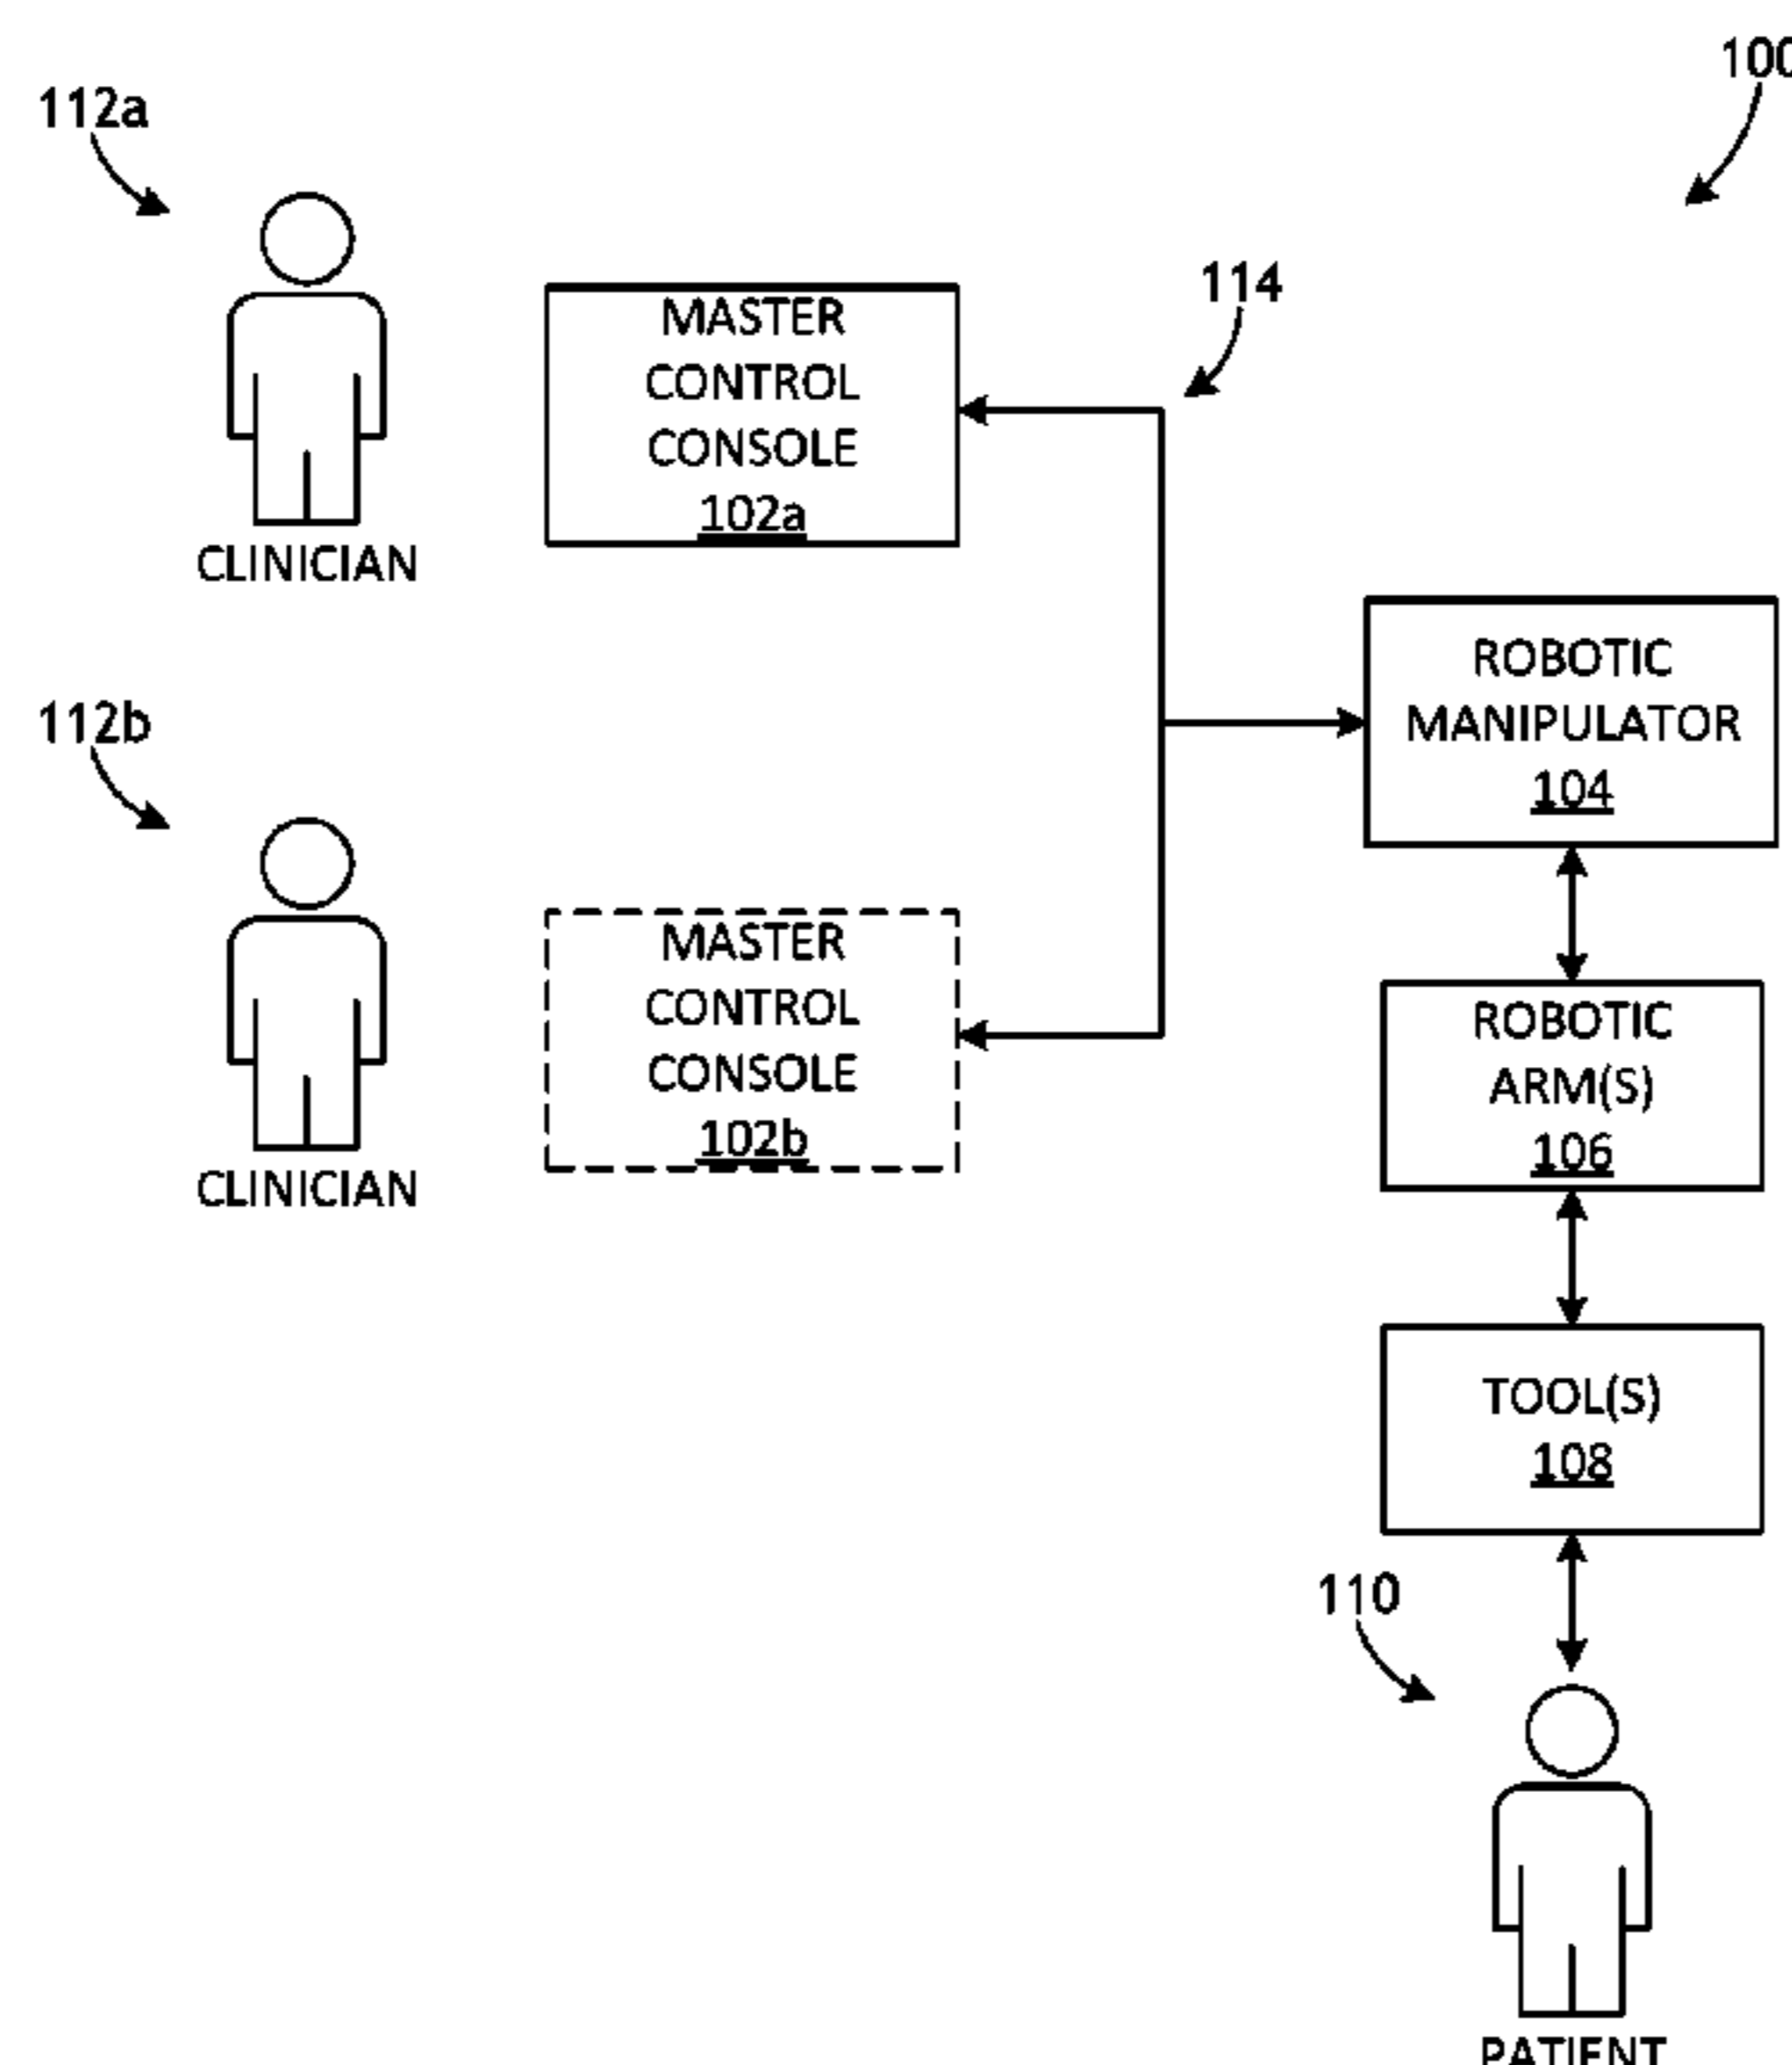 100
112a
114
MASTER
CONTROL
CONSOLE
102a
CLINICIAN
ROBOTIC
MANIPULATOR
104
112b
MASTER
CONTROL
CONSOLE
102b
CLINICIAN
ROBOTIC
ARM(S)
106
TOOL(S)
108
110
PATIENT